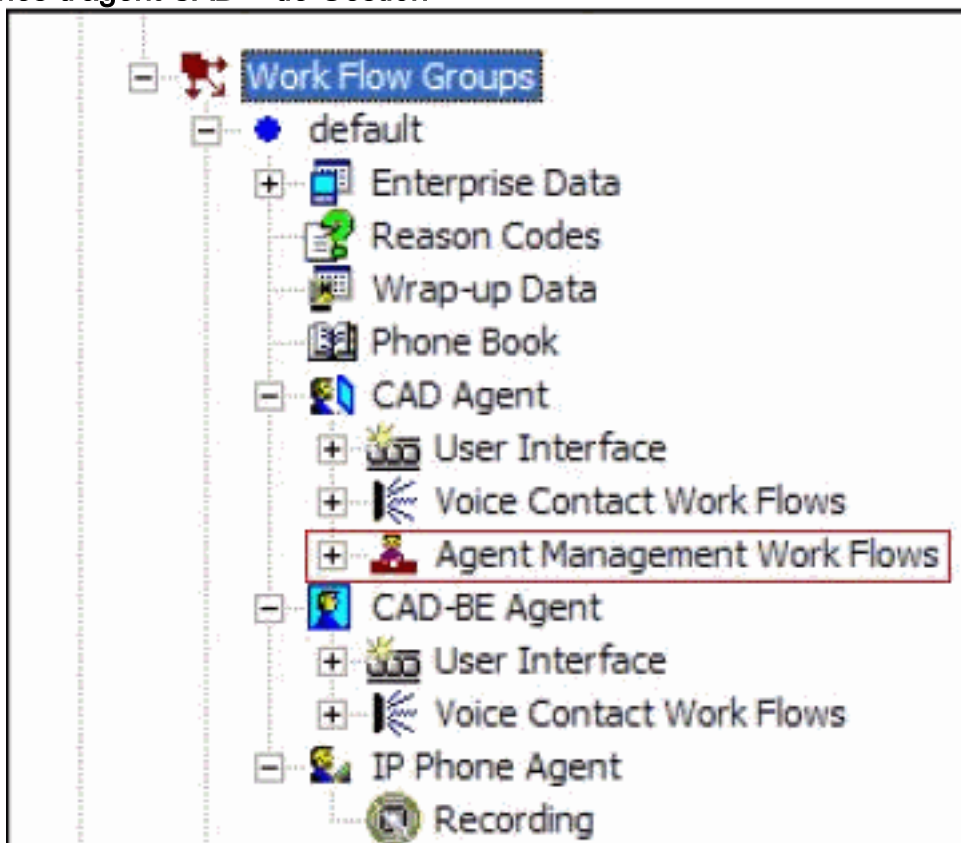 Work Flow Groups
default
Enterprise Data
Reason Codes
Wrap-up Data
Phone Book
CAD Agent
User Interface
Voice Contact Work Flows
Agent Management Work Flows
CAD-BE Agent
User Interface
Voice Contact Work Flows
IP Phone Agent
Recording